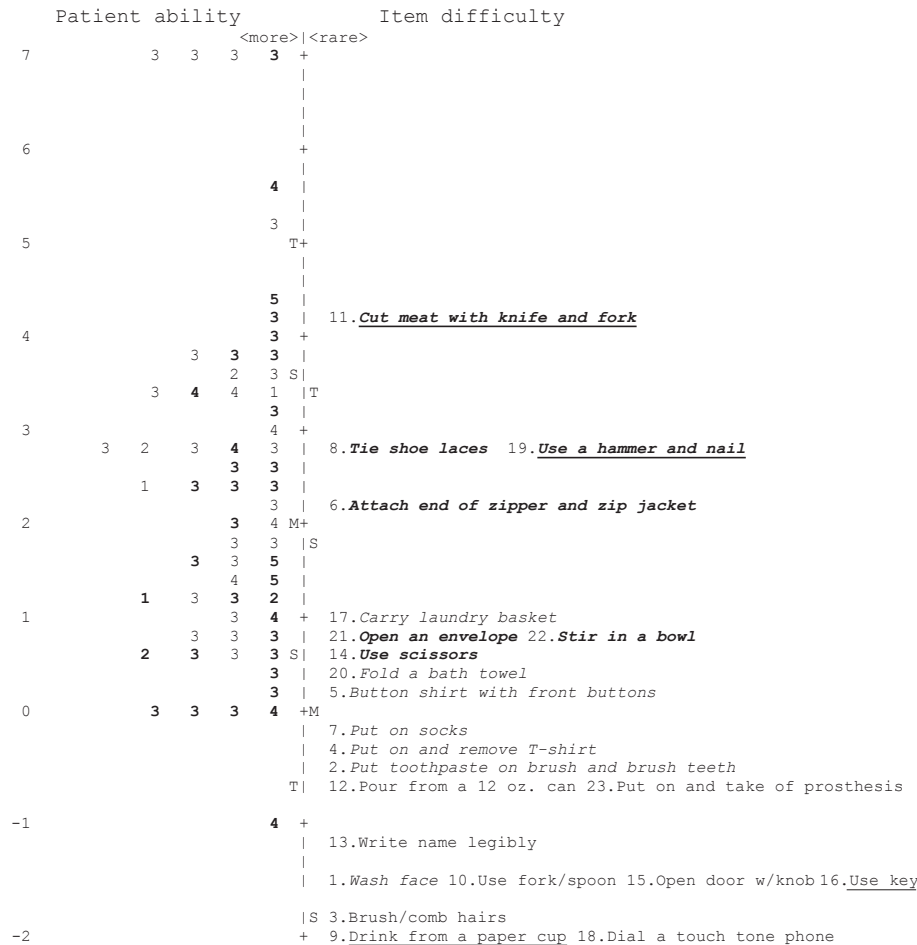 Patient ability Item difficulty
<more>|<rare>
7 3 3 3 3 +
|
|
|
|
6 +
|
4 |
|
3 |
5 T+
|
|
5 |
3 | 11.Cut meat with knife and fork
4 3 +
3 3 3 |
2 3 S|
3 4 4 1 |T
3 |
3 4 +
3 2 3 4 3 | 8.Tie shoe laces 19.Use a hammer and nail
3 3 |
1 3 3 3 |
3 | 6.Attach end of zipper and zip jacket
2 3 4 M+
3 3 |S
3 3 5 |
4 5 |
1 3 3 2 |
1 3 4 + 17.Carry laundry basket
3 3 3 | 21.Open an envelope 22.Stir in a bowl
2 3 3 3 S| 14.Use scissors
3 | 20.Fold a bath towel
3 | 5.Button shirt with front buttons
0 3 3 3 4 +M
| 7.Put on socks
| 4.Put on and remove T-shirt
| 2.Put toothpaste on brush and brush teeth
T| 12.Pour from a 12 oz. can 23.Put on and take of prosthesis
-1 4 +
| 13.Write name legibly
|
| 1.Wash face 10.Use fork/spoon 15.Open door w/knob 16.Use key
|S 3.Brush/comb hairs
-2 + 9.Drink from a paper cup 18.Dial a touch tone phone